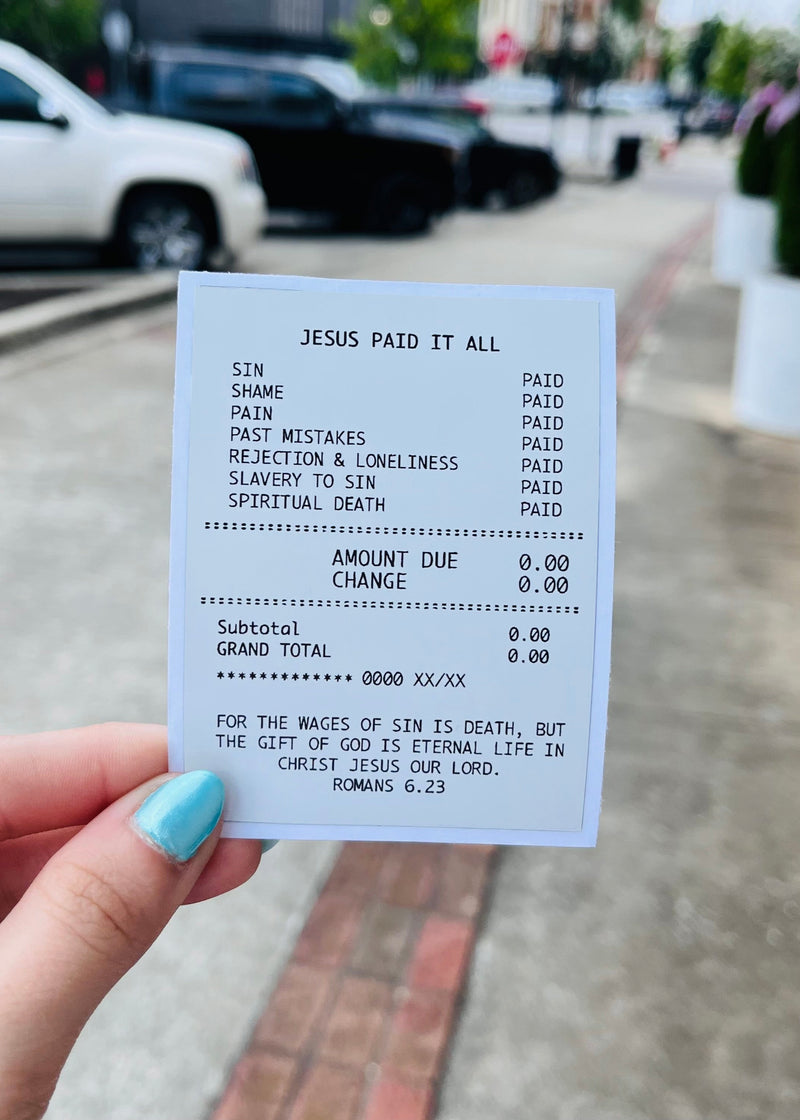 JESUS PAID IT ALL
SIN PAID
SHAME PAID
PAIN PAID
PAST MISTAKES PAID
REJECTION & LONELINESS PAID
SLAVERY TO SIN PAID
SPIRITUAL DEATH PAID
AMOUNT DUE 0.00
CHANGE 0.00
Subtotal 0.00
GRAND TOTAL 0.00
************* 0000 XX/XX
FOR THE WAGES OF SIN IS DEATH, BUT
THE GIFT OF GOD IS ETERNAL LIFE IN
CHRIST JESUS OUR LORD.
ROMANS 6.23